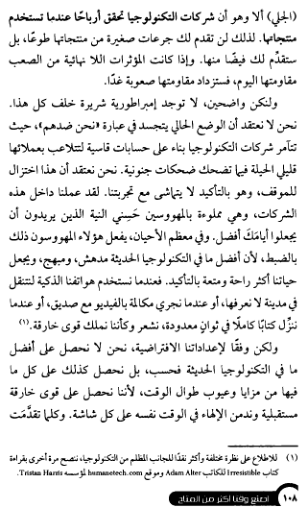 (الجلي) ألا وهو أن شركات التكنولوجيا تحقق أرباحًا عندما تستخدم
منتجاتها. لذلك لن تقدم لك جرعات صغيرة من منتجاتها طوعًا، بل
ستقدِّم لك فيضًا منها. وإذا كانت المؤثرات اللا نهائية من الصعب
مقاومتها اليوم، فستزداد مقاومتها صعوبة غدًا.
ولنكن واضحين، لا توجد إمبراطورية شريرة خلف كل هذا.
نحن لا نعتقد أن الوضع الحالي يتجسد في عبارة «نحن ضدهم»، حيث
تتآمر شركات التكنولوجيا بناء على حسابات قاسية لتتلاعب بعملائها
قليلي الحيلة فيما تضحك ضحكات جنونية. نحن نعتقد أن هذا اختزال
للموقف، وهو بالتأكيد لا يتماشى مع تجربتنا. لقد عملنا داخل هذه
الشركات، وهي مملوءة بالمهووسين حَسِني النية الذين يريدون أن
يجعلوا أيامَكَ أفضل. وفي معظم الأحيان، يفعل هؤلاء المهووسون ذلك
بالضبط، لأن أفضل ما في التكنولوجيا الحديثة مدهش، ومبهج، ويجعل
حياتنا أكثر راحة ومتعة بالتأكيد. فعندما نستخدم هواتفنا الذكية لنتنقل
في مدينة لا نعرفها، أو عندما نجري مكالمة بالفيديو مع صديق، أو عندما
ننزِّل كتابًا كاملًا في ثوانٍ معدودة، نشعر وكأننا نملك قوى خارقة.(١)
ولكن وفقًا لإعداداتنا الافتراضية، نحن لا نحصل على أفضل
ما في التكنولوجيا الحديثة فحسب، بل نحصل كذلك على كل ما
فيها من مزايا وعيوب طوال الوقت، لأننا نحصل على قوى خارقة
مستقبلية وندمن الإلهاء في الوقت نفسه على كل شاشة. وكلما تقدَّمَت
(١) للاطلاع على نظرة مختلفة وأكثر نقدًا للجانب المظلم من التكنولوجيا، ننصح مرة أخرى بقراءة
كتاب Irresistible للكاتب Adam Alter وموقع humanetech.com لمؤسسه Tristan Harris.
١٠٨ اصنع وقتًا أكثر من المتاح